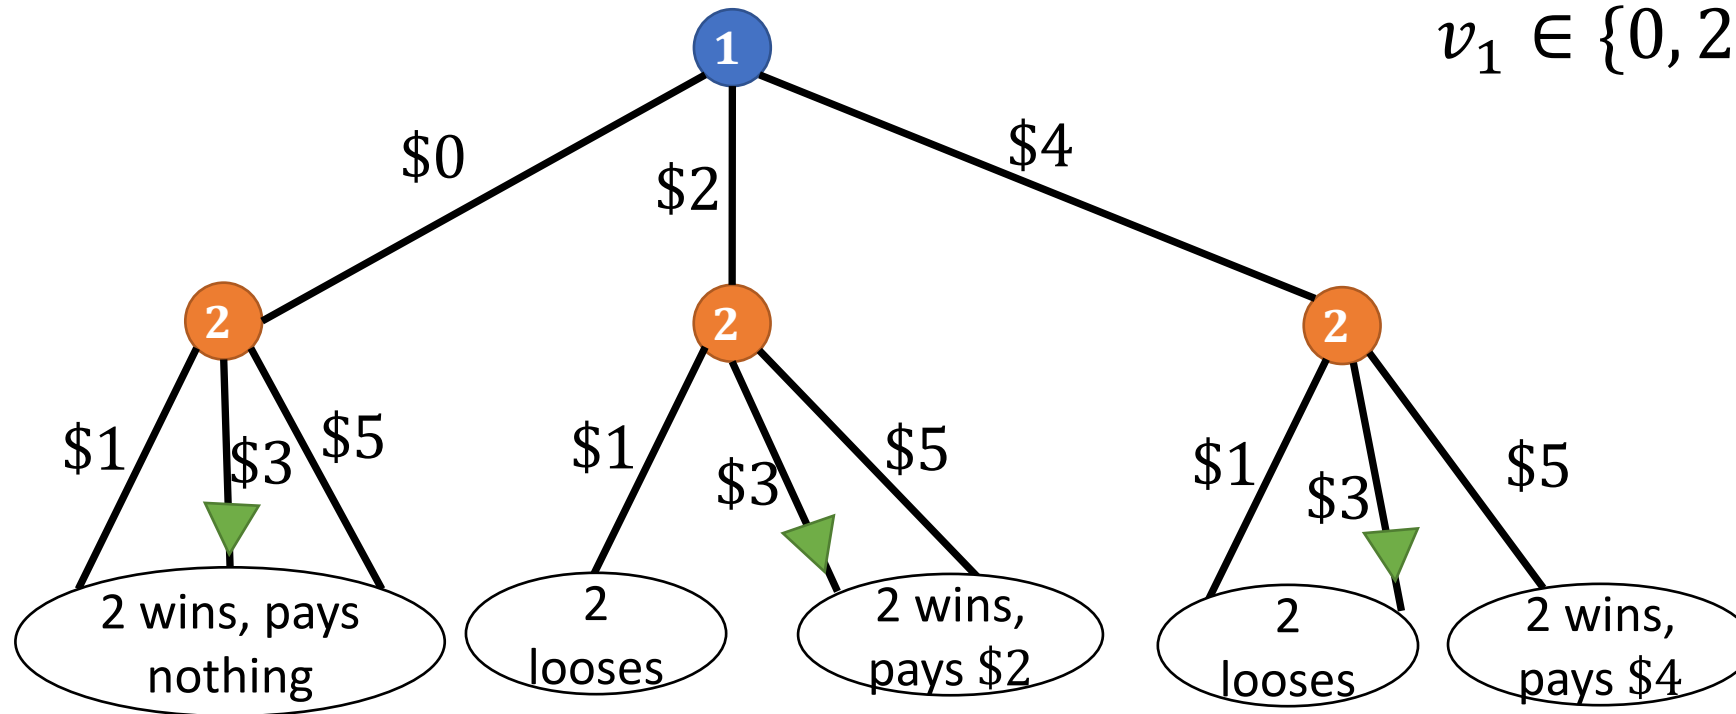 1
v₁ ∈ {0, 2
$0
$2
$4
2
2
2
$1
$3
$5
$1
$3
$5
$1
$3
$5
2 wins, pays
nothing
2
looses
2 wins,
pays $2
2
looses
2 wins,
pays $4